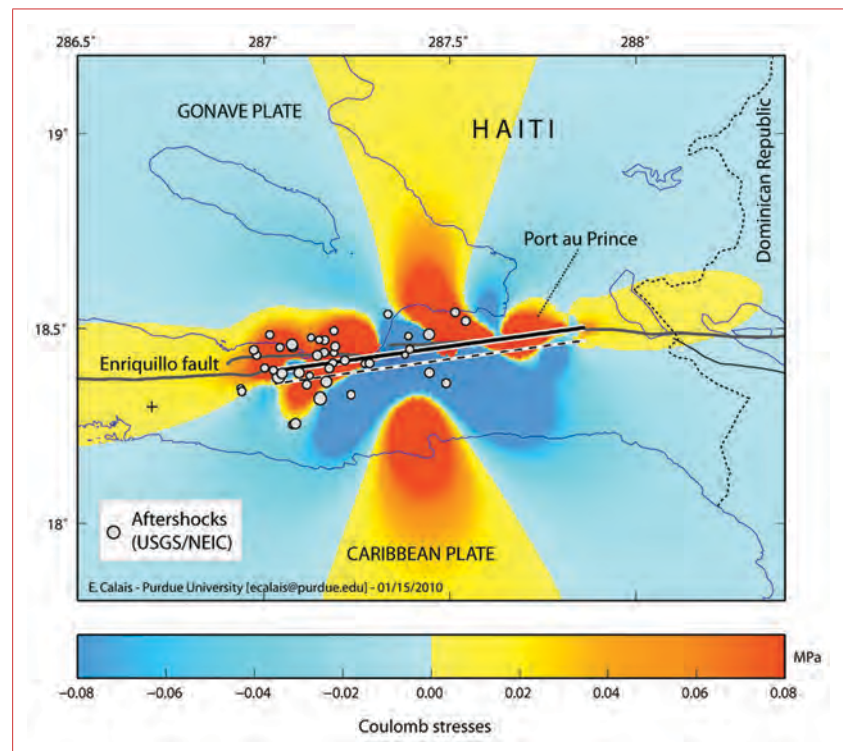 286.5˚ 287˚ 287.5˚ 288˚
GONAVE PLATE
HAITI
19˚
Dominican Republic
Port au Prince
18.5˚
Enriquillo fault
Aftershocks
(USGS/NEIC)
18˚
CARIBBEAN PLATE
E. Calais - Purdue University [ecalais@purdue.edu] - 01/15/2010
MPa
−0.08 −0.06 −0.04 −0.02 0.00 0.02 0.04 0.06 0.08
Coulomb stresses